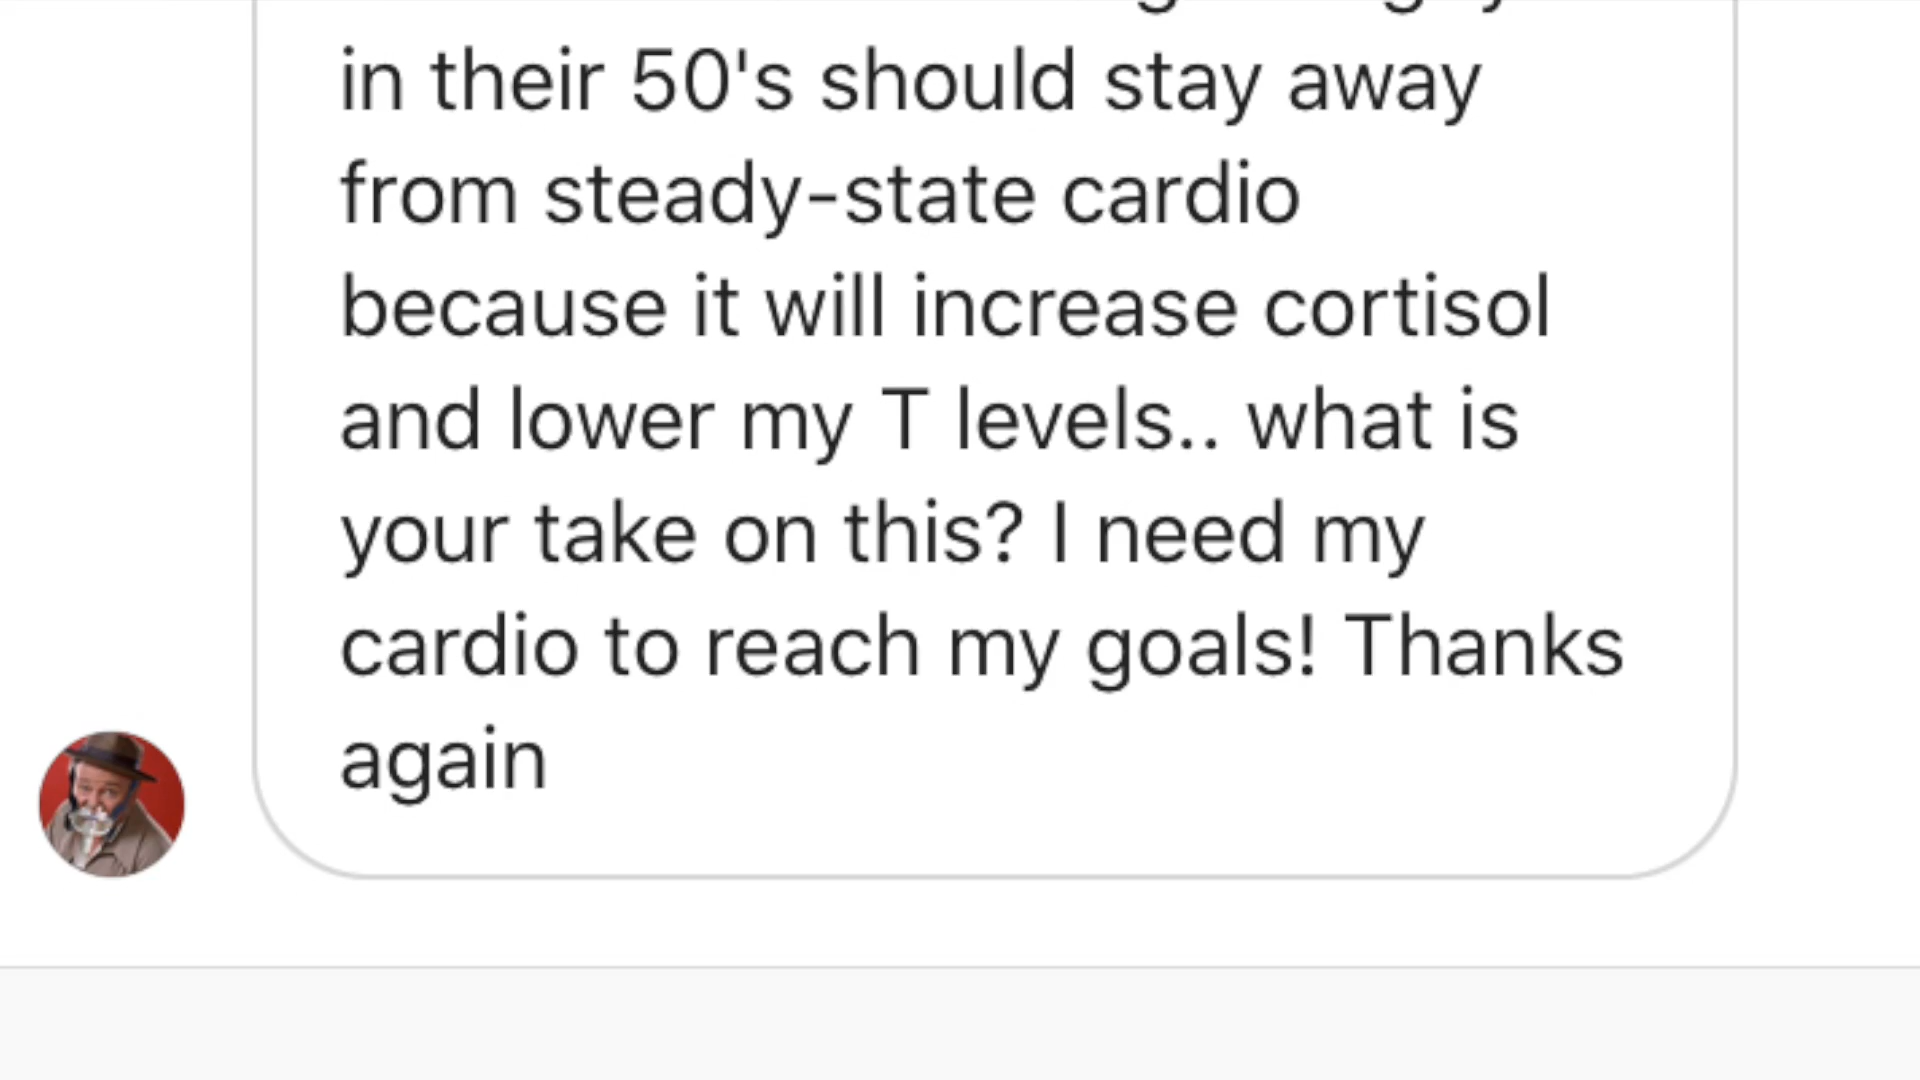 in their 50's should stay away
from steady-state cardio
because it will increase cortisol
and lower my T levels.. what is
your take on this? I need my
cardio to reach my goals! Thanks
again